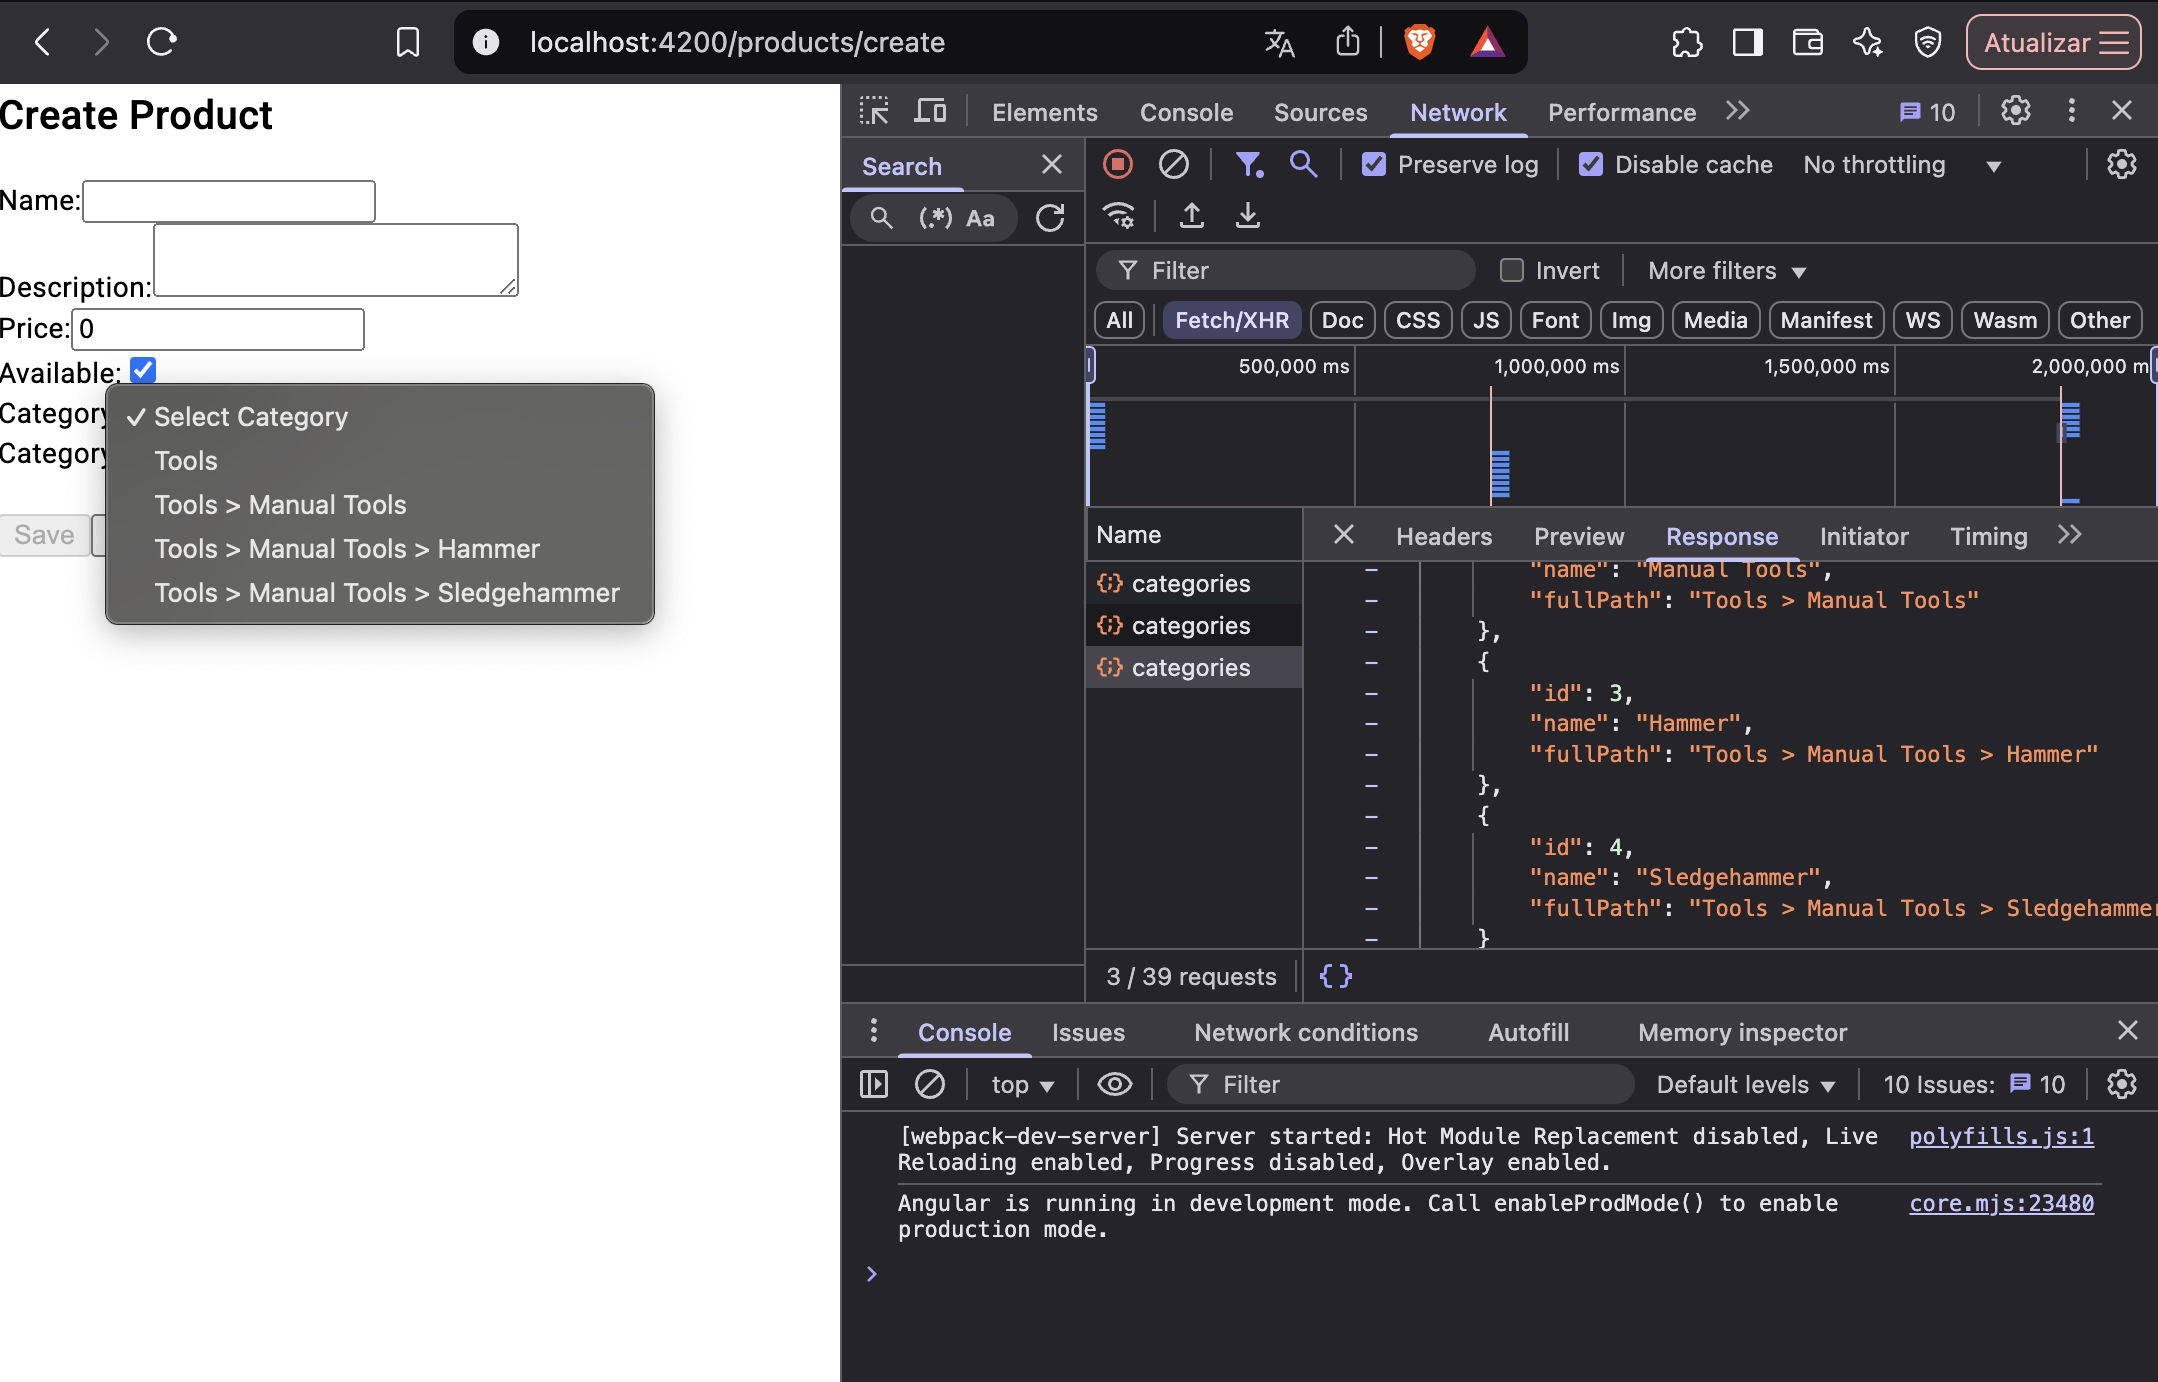 localhost:4200/products/create
Atualizar
Create Product
Name:
Description:
Price: 0
Available:
Category
Category
Select Category
Tools
Tools > Manual Tools
Tools > Manual Tools > Hammer
Tools > Manual Tools > Sledgehammer
Save
Elements Console Sources Network Performance 10
Search
(.*) Aa
Preserve log Disable cache No throttling
Filter Invert More filters
All Fetch/XHR Doc CSS JS Font Img Media Manifest WS Wasm Other
500,000 ms 1,000,000 ms 1,500,000 ms 2,000,000 m
Name
categories
categories
categories
Headers Preview Response Initiator Timing
"name": "Manual Tools",
"fullPath": "Tools > Manual Tools"
},
{
"id": 3,
"name": "Hammer",
"fullPath": "Tools > Manual Tools > Hammer"
},
{
"id": 4,
"name": "Sledgehammer",
"fullPath": "Tools > Manual Tools > Sledgehammer
}
3 / 39 requests {}
Console Issues Network conditions Autofill Memory inspector
top Filter Default levels 10 Issues: 10
[webpack-dev-server] Server started: Hot Module Replacement disabled, Live polyfills.js:1
Reloading enabled, Progress disabled, Overlay enabled.
Angular is running in development mode. Call enableProdMode() to enable core.mjs:23480
production mode.